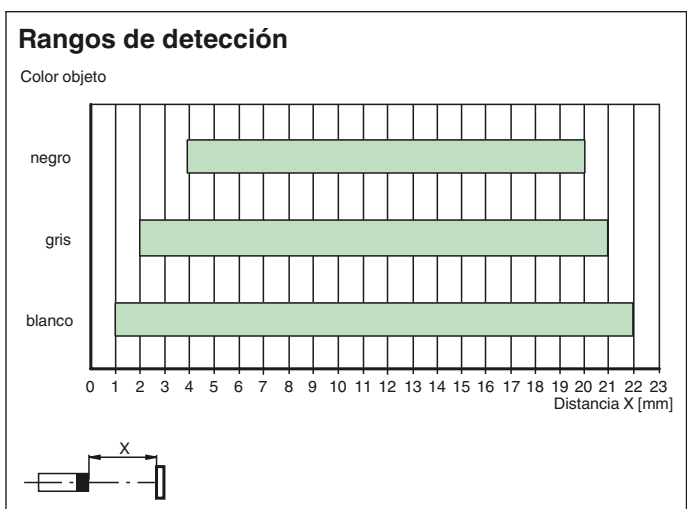 Rangos de detección
Color objeto
negro
gris
blanco
0 1 2 3 4 5 6 7 8 9 10 11 12 13 14 15 16 17 18 19 20 21 22 23
Distancia X [mm]
X